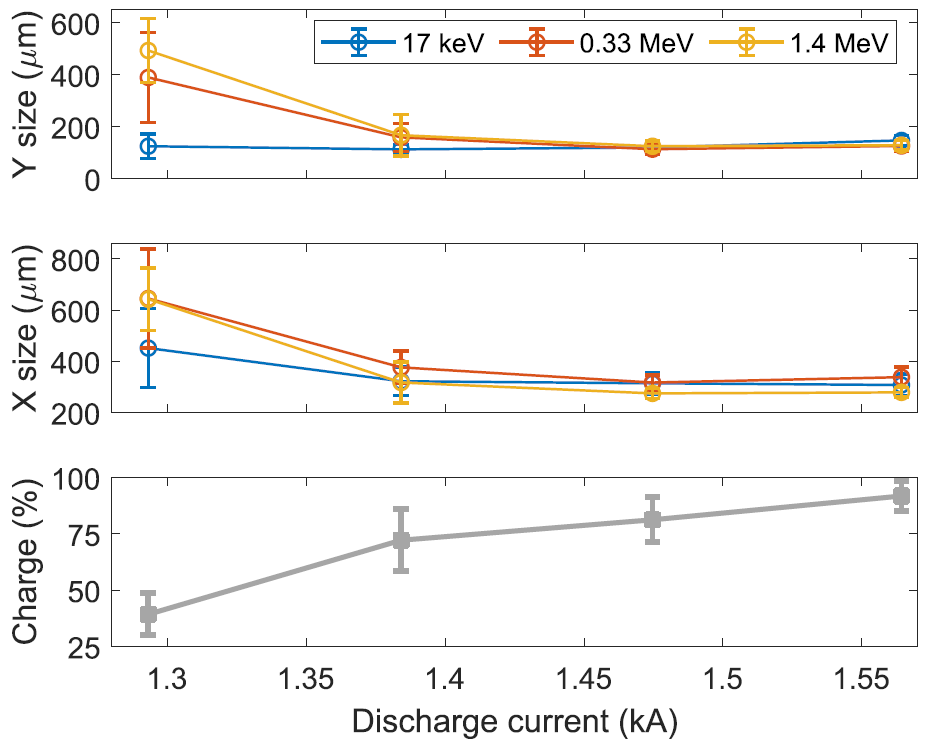 600
400
200
0
Y size (μm)
17 keV 0.33 MeV 1.4 MeV
800
600
400
200
X size (μm)
100
75
50
25
Charge (%)
1.3 1.35 1.4 1.45 1.5 1.55
Discharge current (kA)